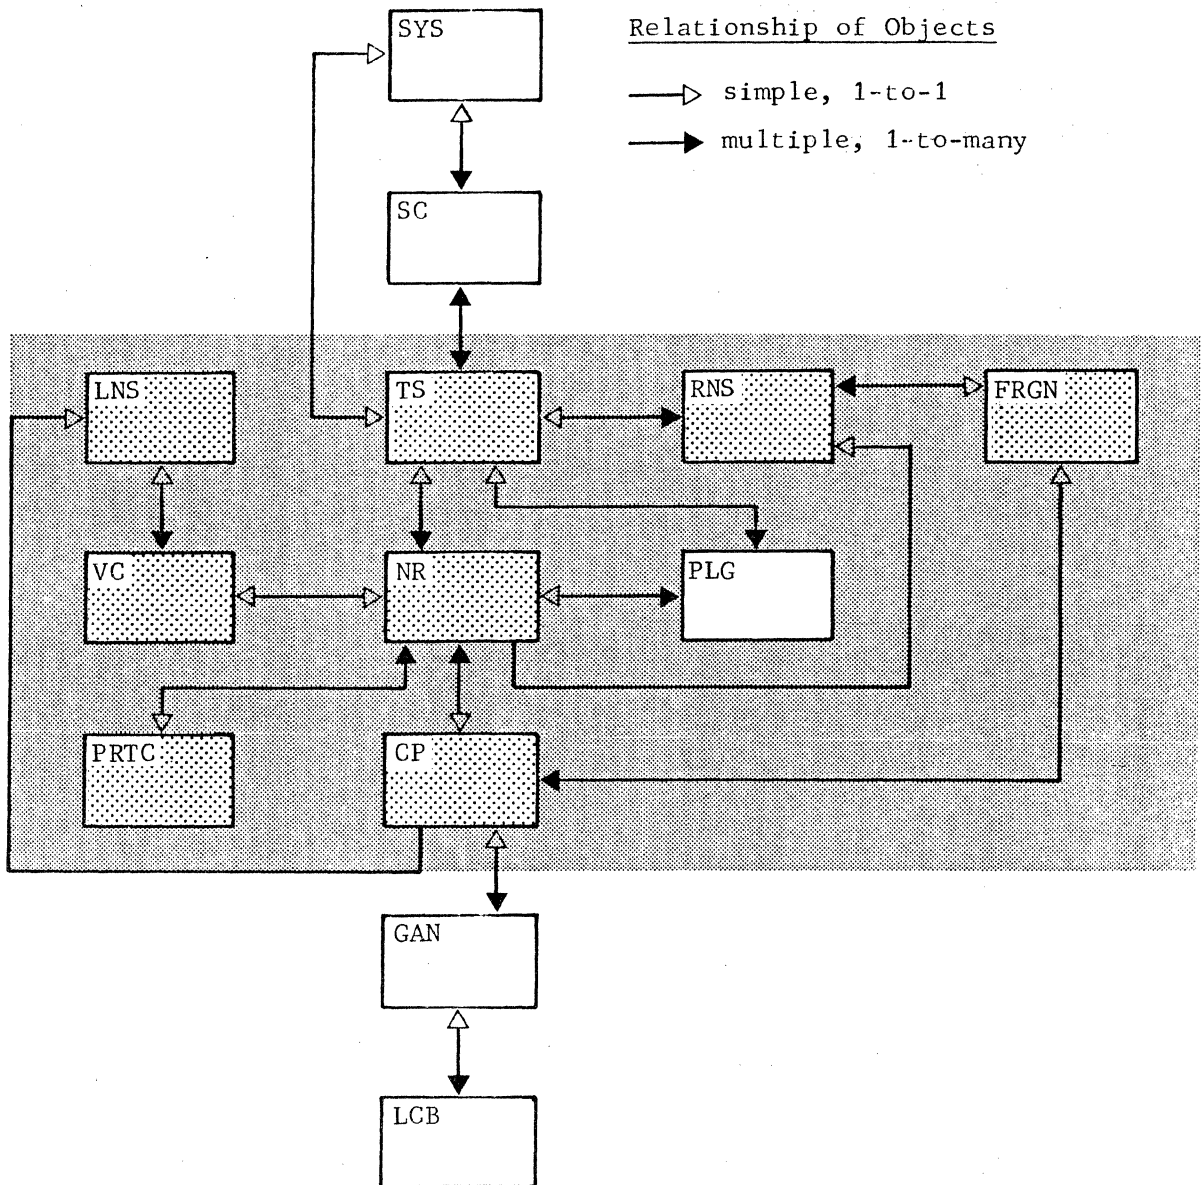 SYS
Relationship of Objects
simple, 1-to-1
multiple, 1-to-many
SC
LNS
TS
RNS
FRGN
VC
NR
PLG
PRTC
CP
GAN
LCB